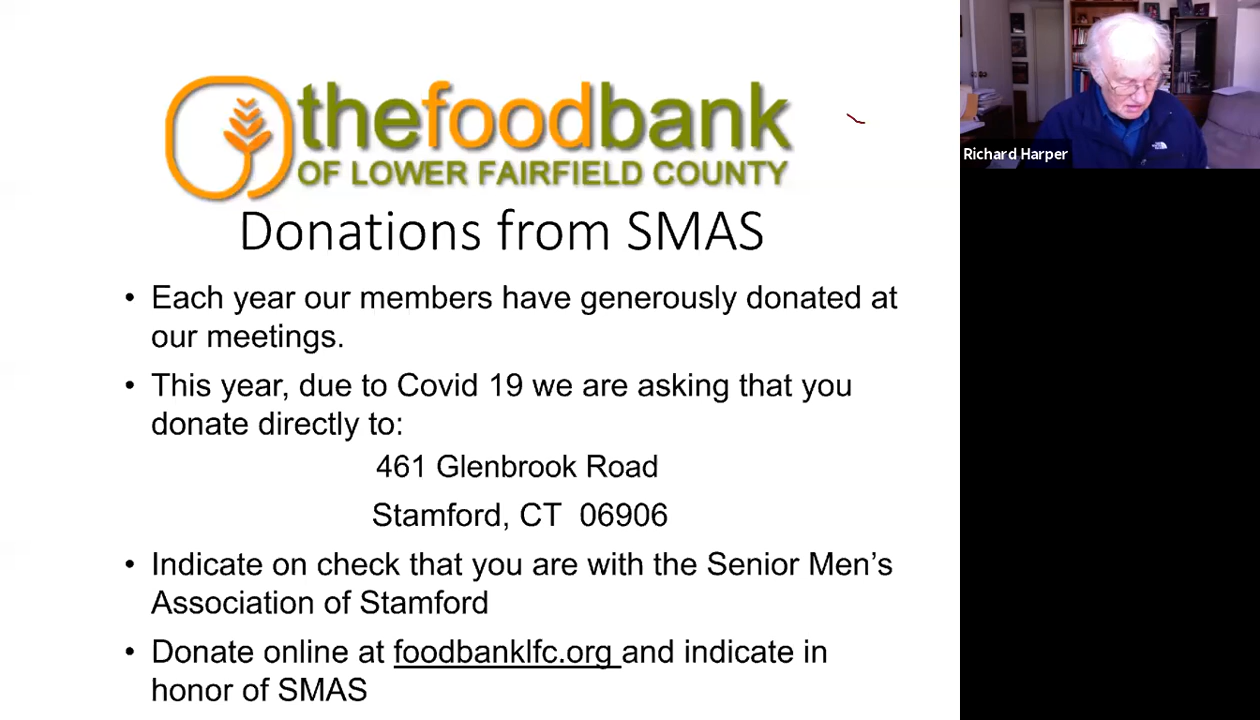 thefoodbank
OF LOWER FAIRFIELD COUNTY
Donations from SMAS
• Each year our members have generously donated at
our meetings.
• This year, due to Covid 19 we are asking that you
donate directly to:
461 Glenbrook Road
Stamford, CT 06906
• Indicate on check that you are with the Senior Men’s
Association of Stamford
• Donate online at foodbanklfc.org and indicate in
honor of SMAS
Richard Harper